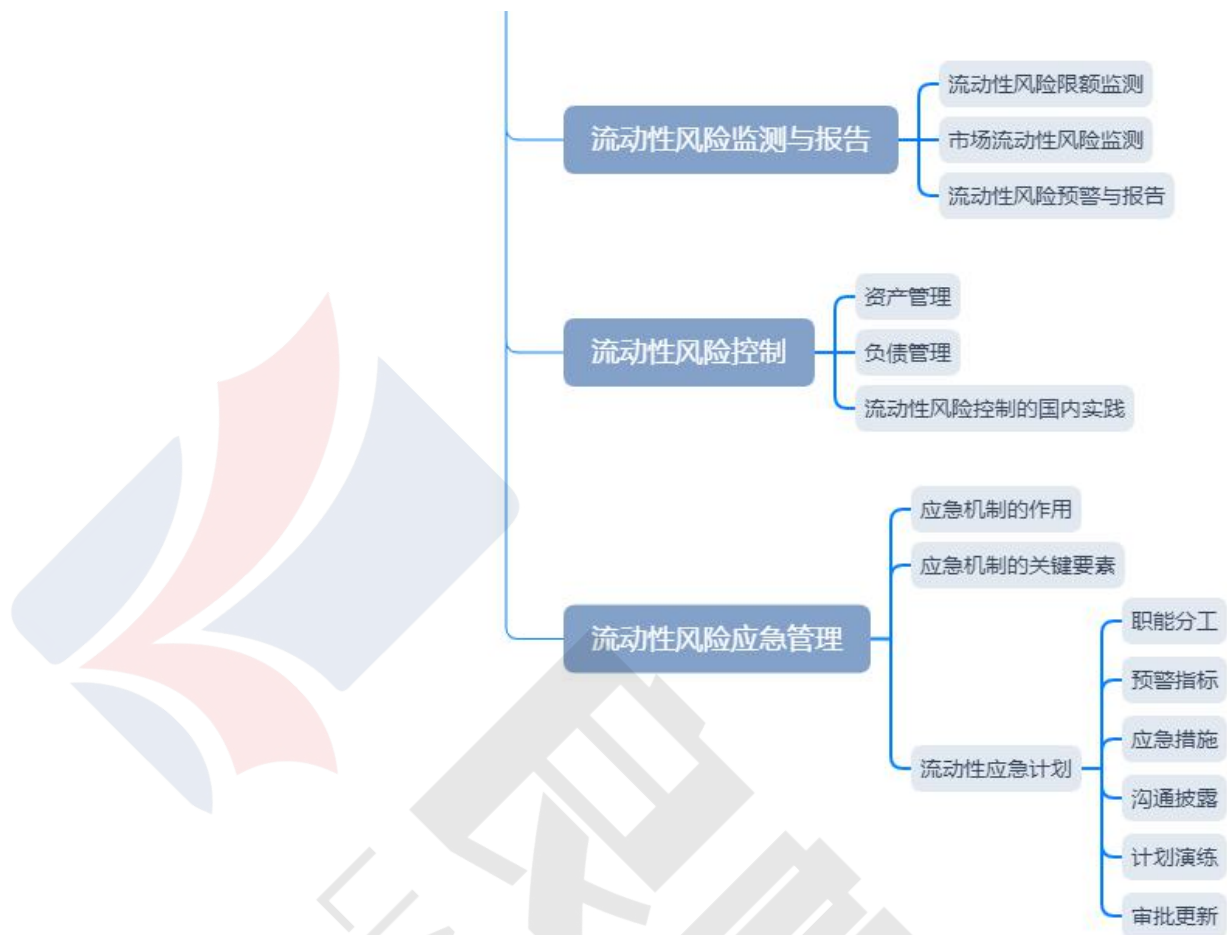 流动性风险监测与报告
流动性风险限额监测
市场流动性风险监测
流动性风险预警与报告
流动性风险控制
资产管理
负债管理
流动性风险控制的国内实践
流动性风险应急管理
应急机制的作用
应急机制的关键要素
流动性应急计划
职能分工
预警指标
应急措施
沟通披露
计划演练
审批更新